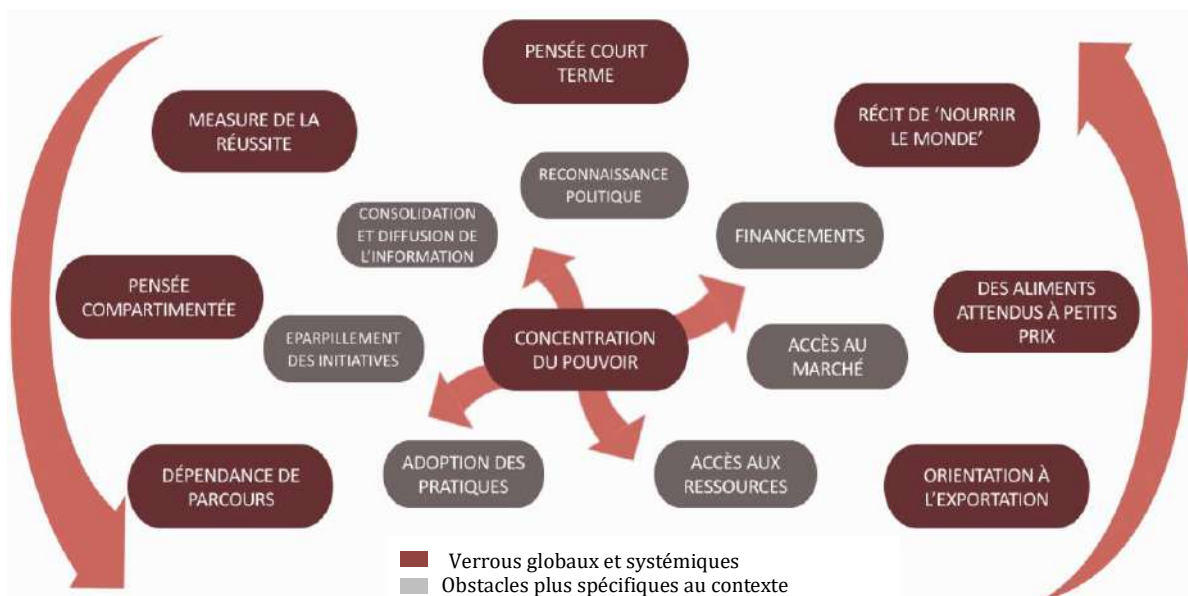 PENSÉE COURT
TERME
MEASURE DE LA
RÉUSSITE
RÉCIT DE ‘NOURRIR
LE MONDE’
RECONNAISSANCE
POLITIQUE
CONSOLIDATION
ET DIFFUSION DE
L’INFORMATION
FINANCEMENTS
PENSÉE
COMPARTIMENTÉE
DES ALIMENTS
ATTENDUS À PETITS
PRIX
EPARPILLEMENT
DES INITIATIVES
CONCENTRATION
DU POUVOIR
ACCÈS AU
MARCHÉ
DÉPENDANCE DE
PARCOURS
ADOPTION DES
PRATIQUES
ACCÈS AUX
RESSOURCES
ORIENTATION À
L’EXPORTATION
Verrous globaux et systémiques
Obstacles plus spécifiques au contexte